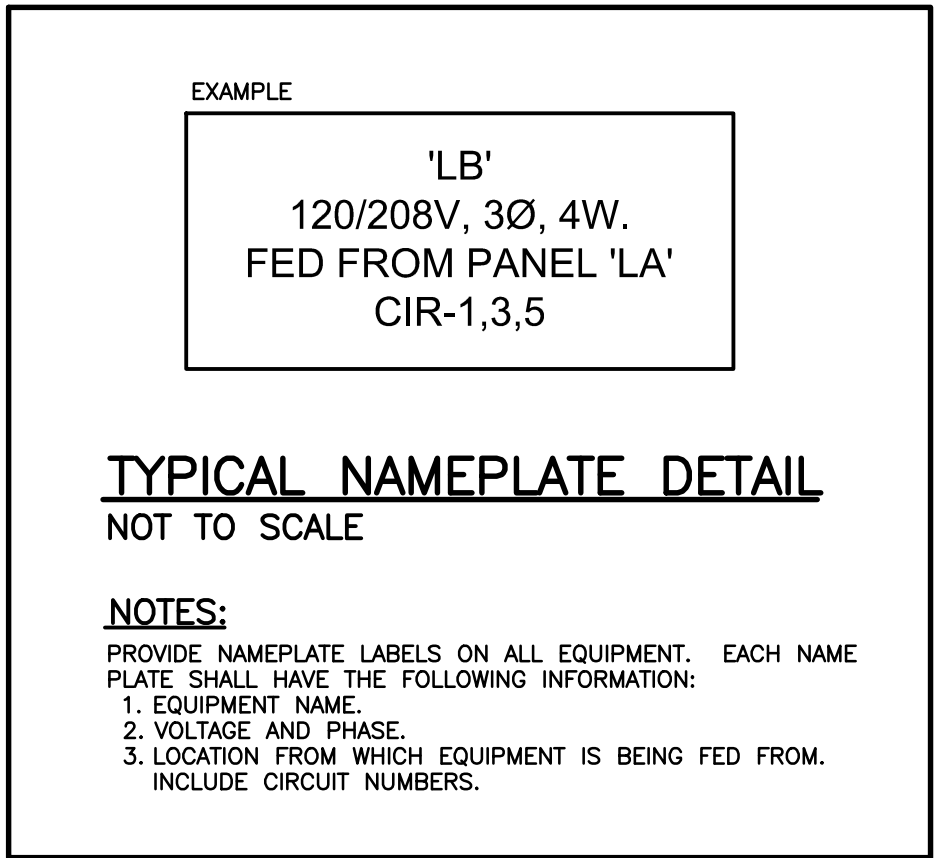 EXAMPLE
'LB'
120/208V, 3Ø, 4W.
FED FROM PANEL 'LA'
CIR-1,3,5
TYPICAL NAMEPLATE DETAIL
NOT TO SCALE
NOTES:
PROVIDE NAMEPLATE LABELS ON ALL EQUIPMENT. EACH NAME
PLATE SHALL HAVE THE FOLLOWING INFORMATION:
1. EQUIPMENT NAME.
2. VOLTAGE AND PHASE.
3. LOCATION FROM WHICH EQUIPMENT IS BEING FED FROM.
INCLUDE CIRCUIT NUMBERS.